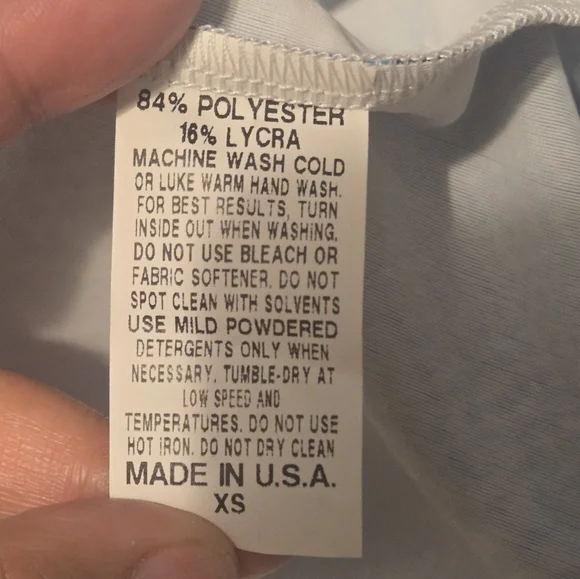 84% POLYESTER
16% LYCRA
MACHINE WASH COLD
OR LUKE WARM HAND WASH.
FOR BEST RESULTS, TURN
INSIDE OUT WHEN WASHING.
DO NOT USE BLEACH OR
FABRIC SOFTENER. DO NOT
SPOT CLEAN WITH SOLVENTS
USE MILD POWDERED
DETERGENTS ONLY WHEN
NECESSARY. TUMBLE-DRY AT
LOW SPEED AND
TEMPERATURES. DO NOT USE
HOT IRON. DO NOT DRY CLEAN
MADE IN U.S.A.
XS